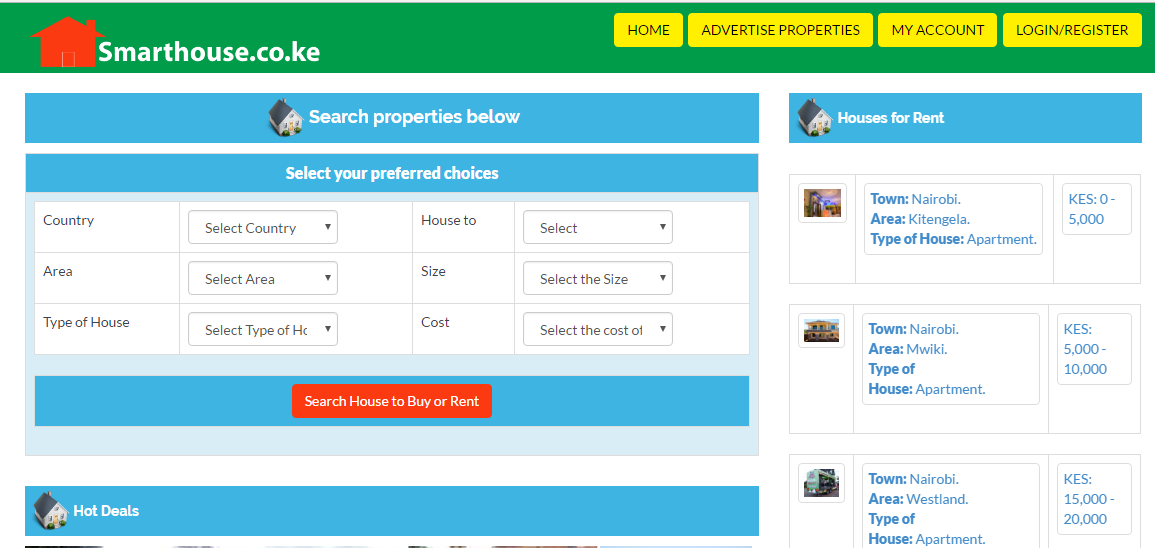 Smarthouse.co.ke
HOME
ADVERTISE PROPERTIES
MY ACCOUNT
LOGIN/REGISTER
Search properties below
Select your preferred choices
Country
Select Country
House to
Select
Area
Select Area
Size
Select the Size
Type of House
Select Type of Ho
Cost
Select the cost of
Search House to Buy or Rent
Hot Deals
Houses for Rent
Town: Nairobi.
Area: Kitengela.
Type of House: Apartment.
KES: 0 -
5,000
Town: Nairobi.
Area: Mwiki.
Type of
House: Apartment.
KES:
5,000 -
10,000
Town: Nairobi.
Area: Westland.
Type of
House: Apartment.
KES:
15,000 -
20,000